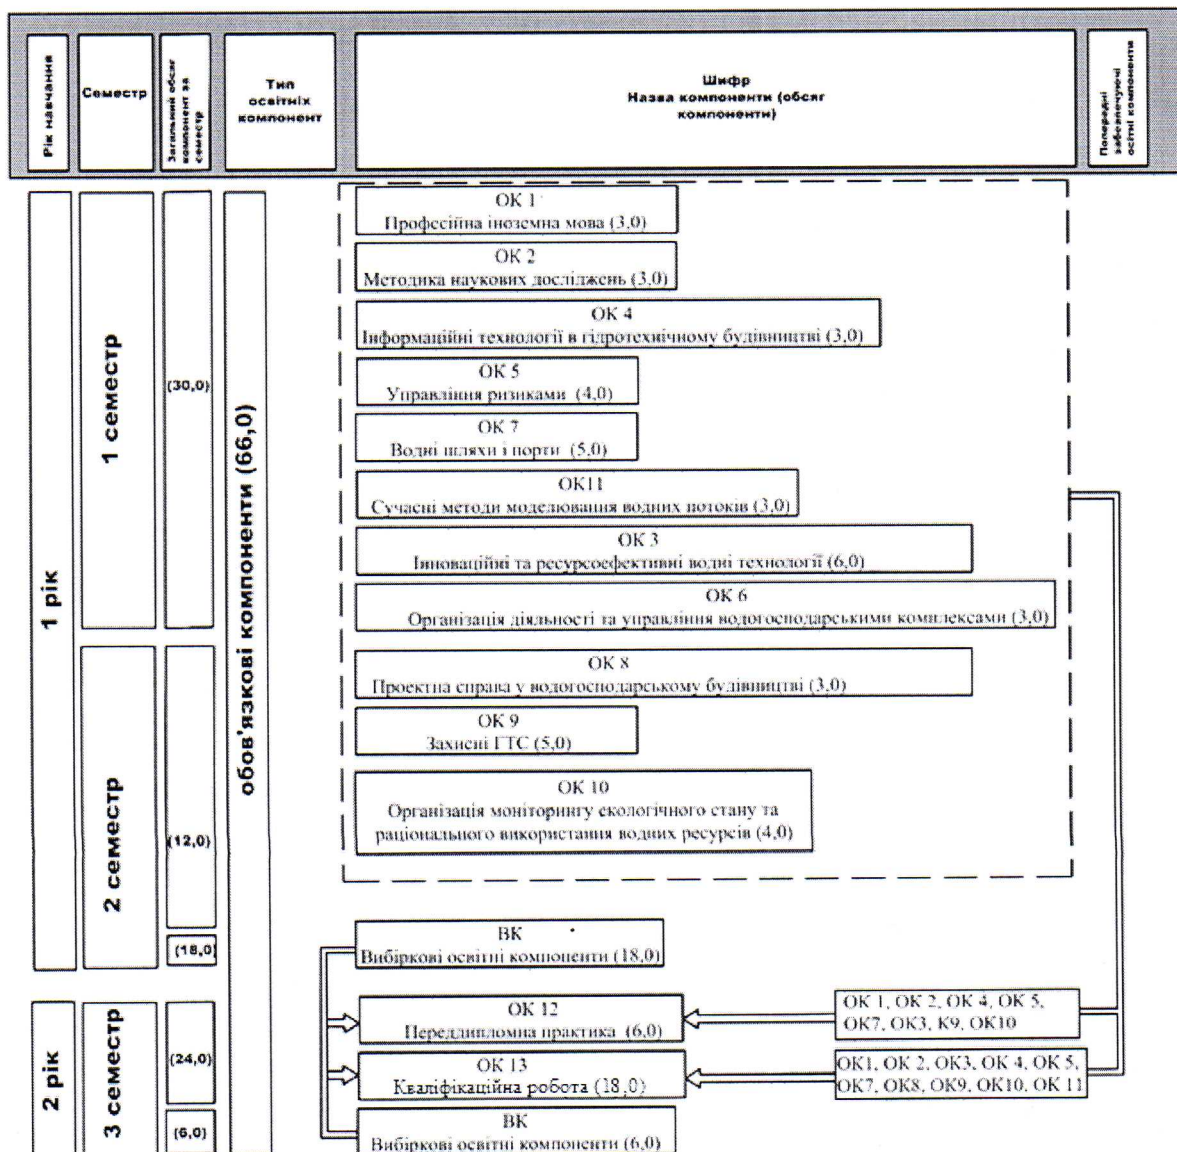 Рік навчання
Семестр
Загальний обсяг
компонент за
семестр
Тип
освітніх
компонент
Шифр
Назва компоненти (обсяг
компоненти)
Попередні
забезпечуючі
осітні компоненти
1 рік
1 семестр
(30,0)
обов'язкові компоненти (66,0)
ОК 1
Професійна іноземна мова (3,0)
ОК 2
Методика наукових досліджень (3,0)
ОК 4
Інформаційні технології в гідротехнічному будівництві (3,0)
ОК 5
Управління ризиками (4,0)
ОК 7
Водні шляхи і порти (5,0)
ОК11
Сучасні методи моделювання водних потоків (3,0)
ОК 3
Інноваційні та ресурсоефективні водні технології (6,0)
ОК 6
Організація діяльності та управління водогосподарськими комплексами (3,0)
2 семестр
(12,0)
ОК 8
Проектна справа у водогосподарському будівництві (3,0)
ОК 9
Захисні ГТС (5,0)
ОК 10
Організація моніторингу екологічного стану та
раціонального використання водних ресурсів (4,0)
(18,0)
ВК
Вибіркові освітні компоненти (18,0)
2 рік
3 семестр
(24,0)
ОК 12
Переддипломна практика (6,0)
ОК 1, ОК 2, ОК 4, ОК 5,
ОК7, ОК3, К9, ОК10
ОК 13
Кваліфікаційна робота (18,0)
ОК1, ОК 2, ОК3, ОК 4, ОК 5,
ОК7, ОК8, ОК9, ОК10, ОК 11
(6,0)
ВК
Вибіркові освітні компоненти (6,0)